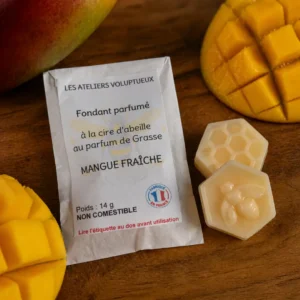 LES ATELIERS VOLUPTUEUX
Fondant parfumé
à la cire d'abeille
au parfum de Grasse
MANGUE FRAÎCHE
Poids : 14 g
NON COMESTIBLE
Lire l'étiquette au dos avant utilisation